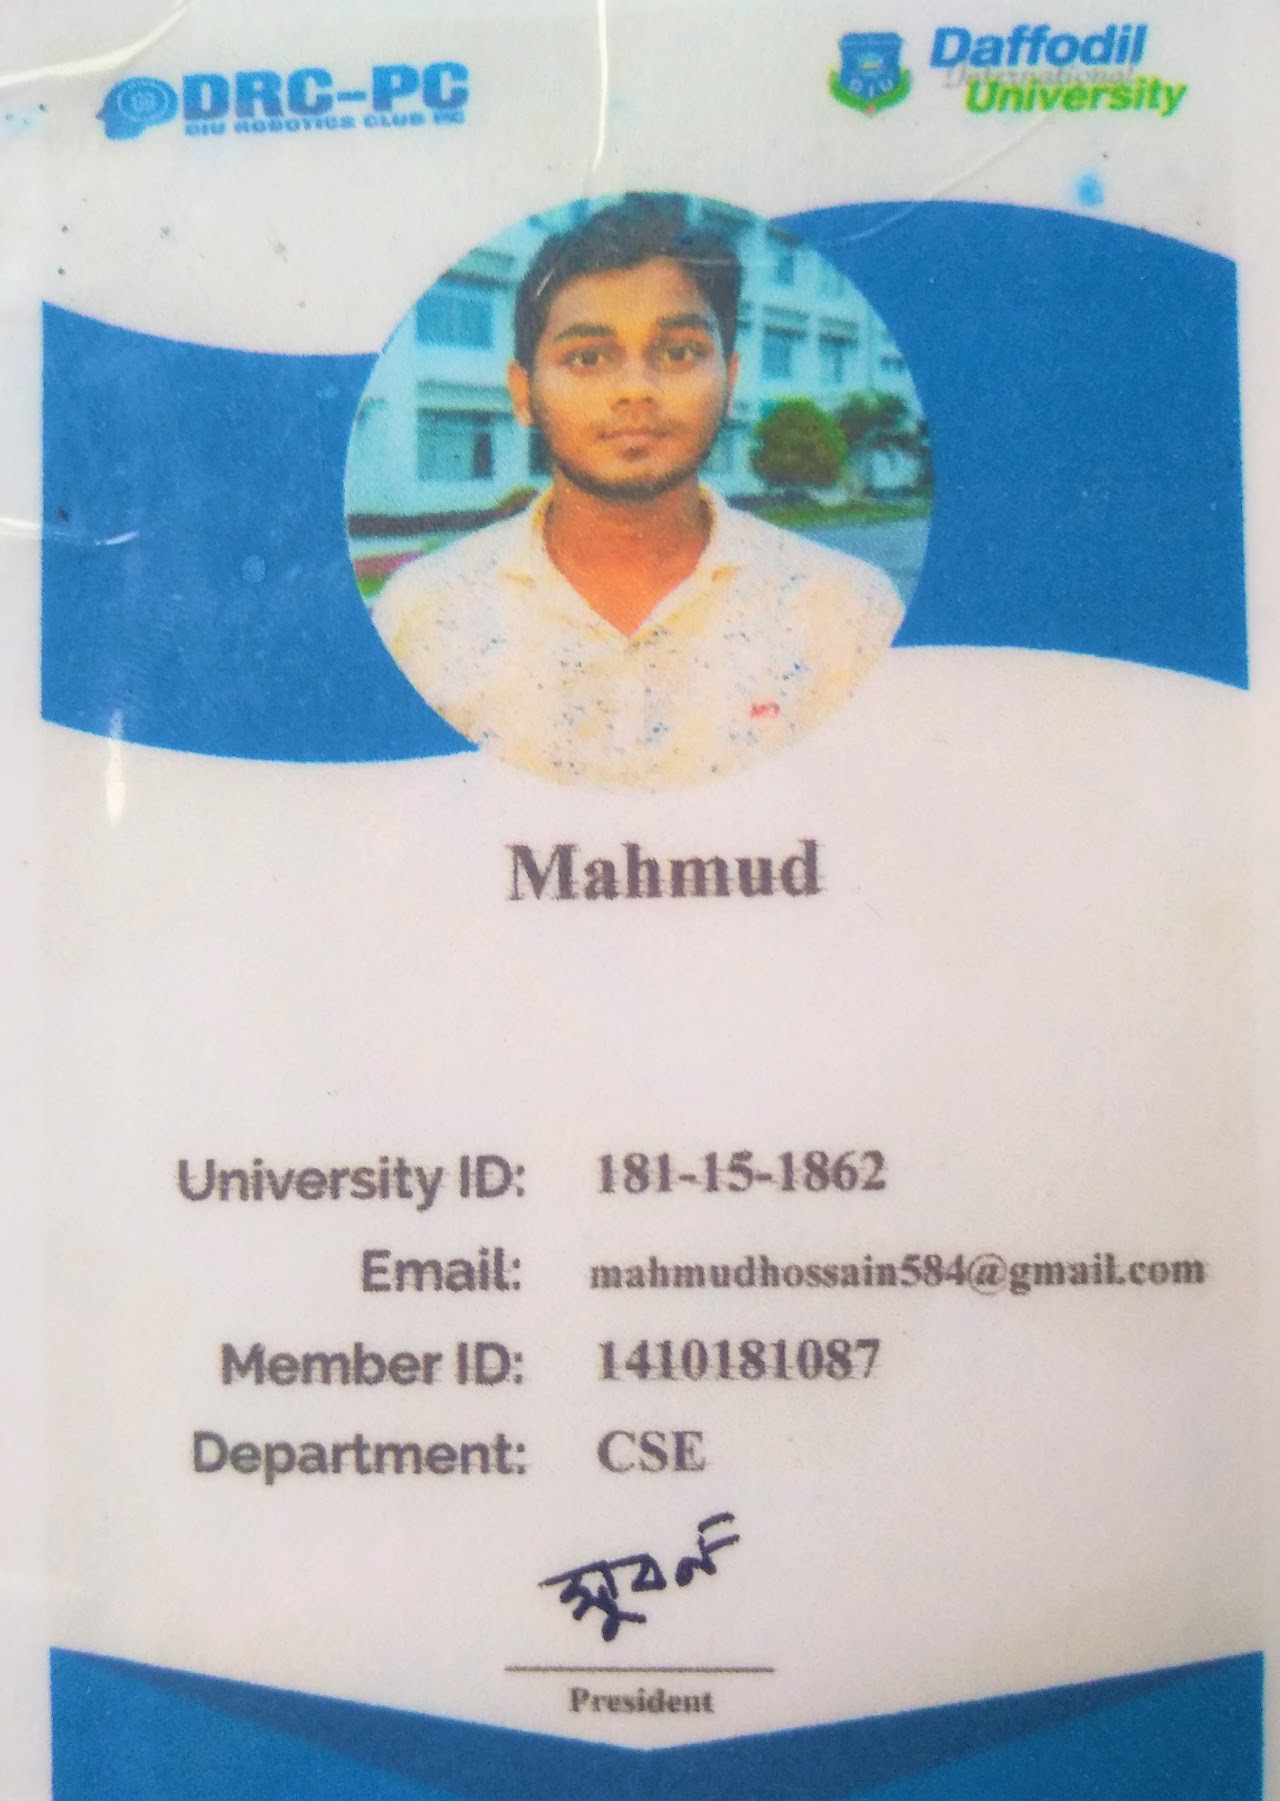 DRC-PC
DIU ROBOTICS CLUB PC
DIU
Daffodil
International
University
Mahmud
University ID: 181-15-1862
Email: mahmudhossain584@gmail.com
Member ID: 1410181087
Department: CSE
সুবর্ন
President